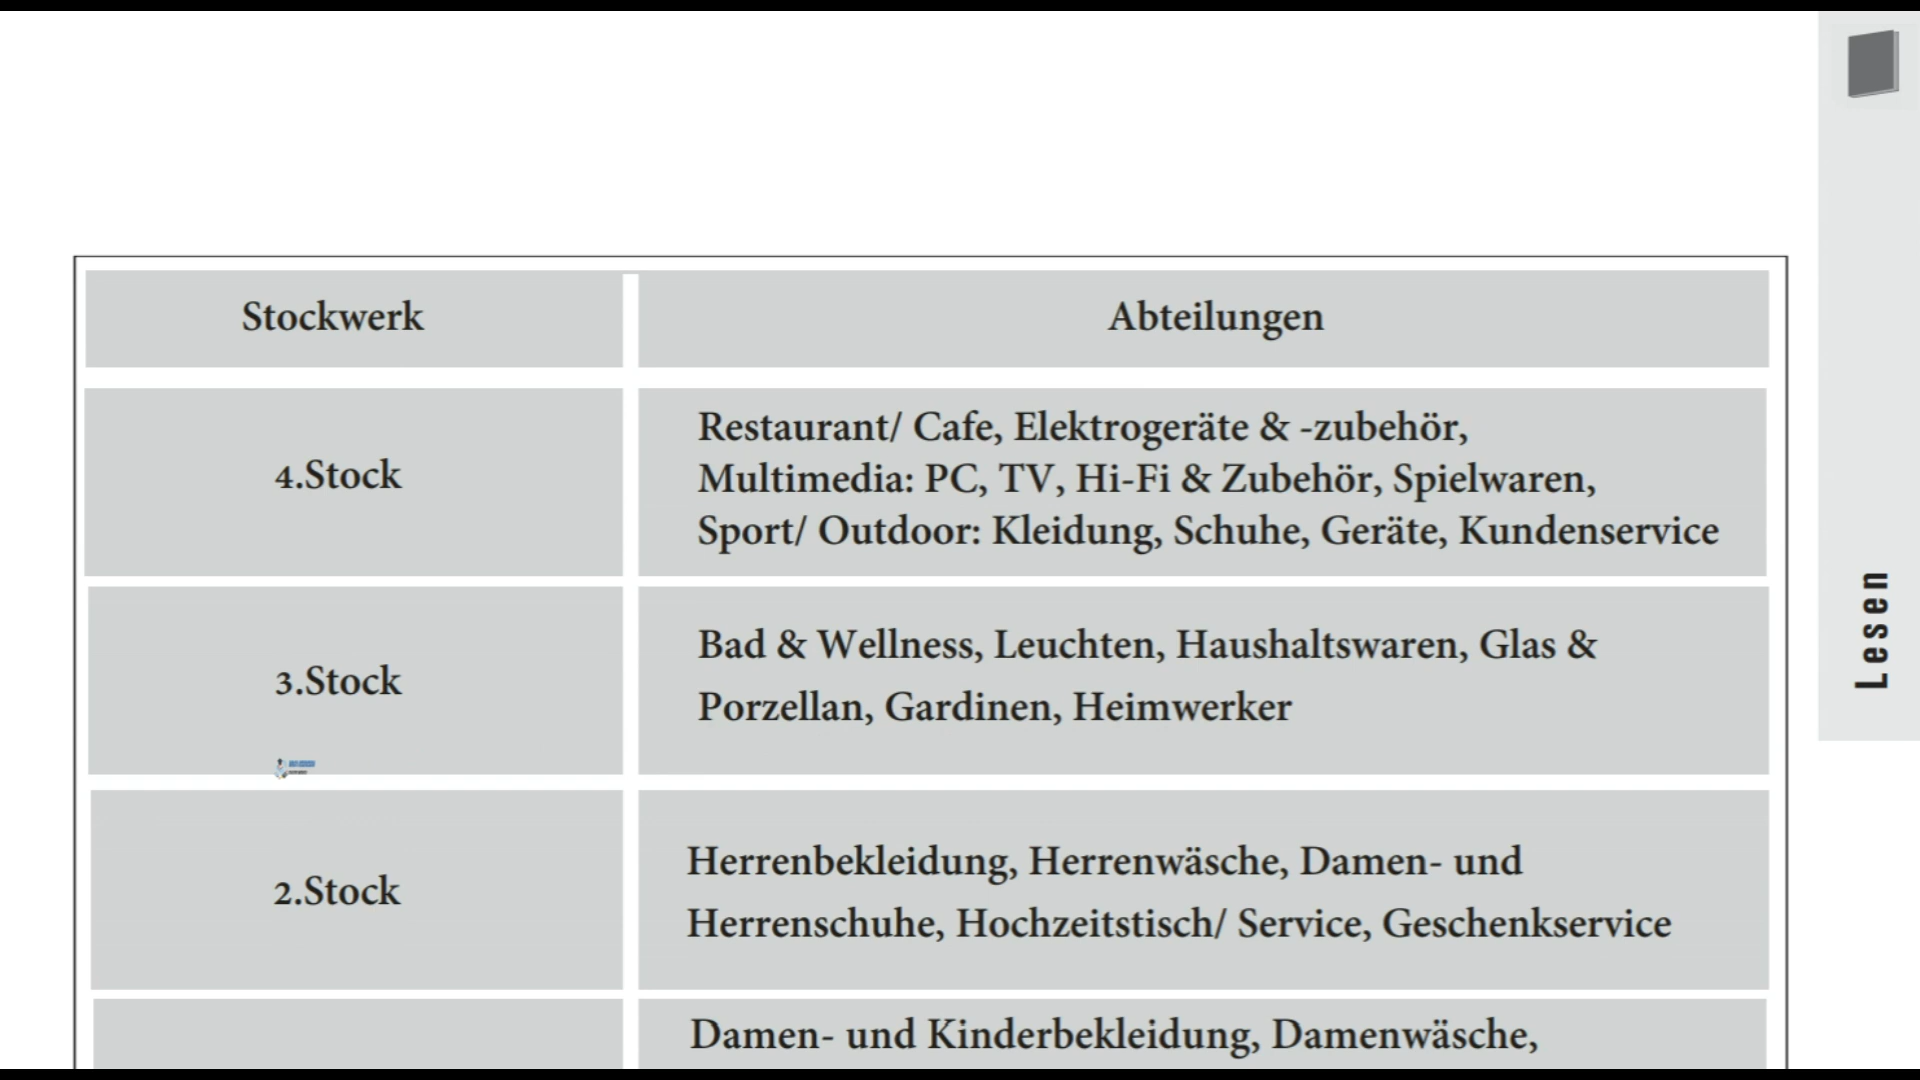 Stockwerk
Abteilungen
4.Stock
Restaurant/ Cafe, Elektrogeräte & -zubehör,
Multimedia: PC, TV, Hi-Fi & Zubehör, Spielwaren,
Sport/ Outdoor: Kleidung, Schuhe, Geräte, Kundenservice
3.Stock
Bad & Wellness, Leuchten, Haushaltswaren, Glas &
Porzellan, Gardinen, Heimwerker
2.Stock
Herrenbekleidung, Herrenwäsche, Damen- und
Herrenschuhe, Hochzeitstisch/ Service, Geschenkservice
Damen- und Kinderbekleidung, Damenwäsche,
Lesen